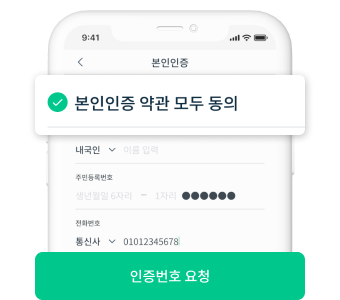 9:41
본인인증
본인인증 약관 모두 동의
내국인 이름 입력
주민등록번호
생년월일 6자리 – 1자리 ●●●●●●
전화번호
통신사 01012345678
인증번호 요청